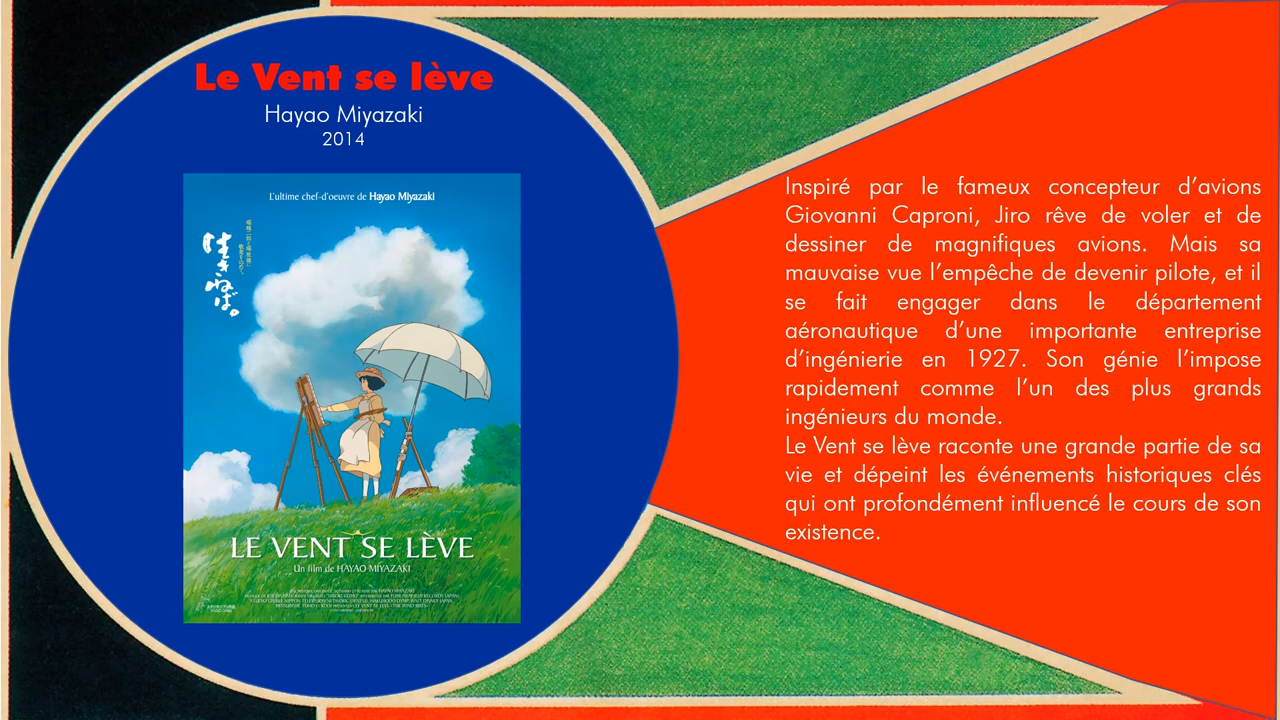 Le Vent se lève
Hayao Miyazaki
2014
L'ultime chef-d'oeuvre de Hayao Miyazaki
LE VENT SE LÈVE
Un film de HAYAO MIYAZAKI
Inspiré par le fameux concepteur d'avions
Giovanni Caproni, Jiro rêve de voler et de
dessiner de magnifiques avions. Mais sa
mauvaise vue l'empêche de devenir pilote, et il
se fait engager dans le département
aéronautique d'une importante entreprise
d'ingénierie en 1927. Son génie l'impose
rapidement comme l'un des plus grands
ingénieurs du monde.
Le Vent se lève raconte une grande partie de sa
vie et dépeint les événements historiques clés
qui ont profondément influencé le cours de son
existence.